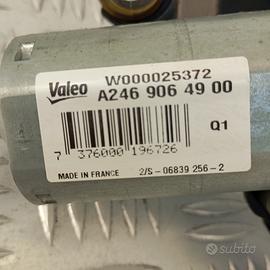 Valeo W000025372
A246 906 49 00
Q1
7 376000 196726
MADE IN FRANCE 2/S - 06839 256 - 2
subito